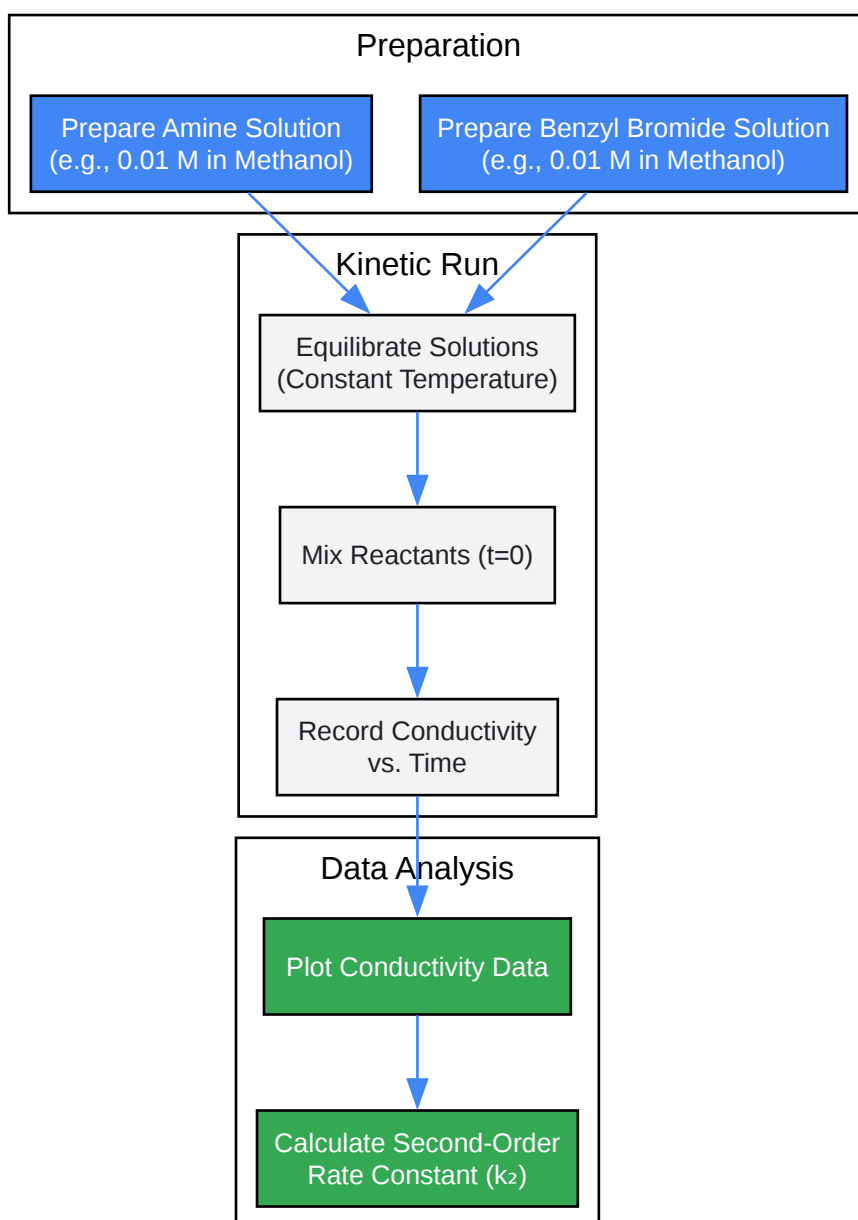 Preparation
Prepare Amine Solution
(e.g., 0.01 M in Methanol)
Prepare Benzyl Bromide Solution
(e.g., 0.01 M in Methanol)
Kinetic Run
Equilibrate Solutions
(Constant Temperature)
Mix Reactants (t=0)
Record Conductivity
vs. Time
Data Analysis
Plot Conductivity Data
Calculate Second-Order
Rate Constant (k₂)